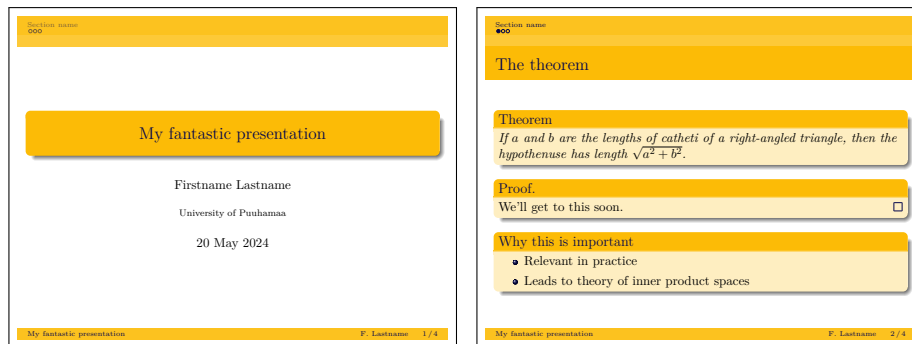 Section name
My fantastic presentation
Firstname Lastname
University of Puuhamaa
20 May 2024
My fantastic presentation F. Lastname 1/4
Section name
The theorem
Theorem
If a and b are the lengths of catheti of a right-angled triangle, then the
hypothenuse has length √(a² + b²).
Proof.
We'll get to this soon. □
Why this is important
Relevant in practice
Leads to theory of inner product spaces
My fantastic presentation F. Lastname 2/4